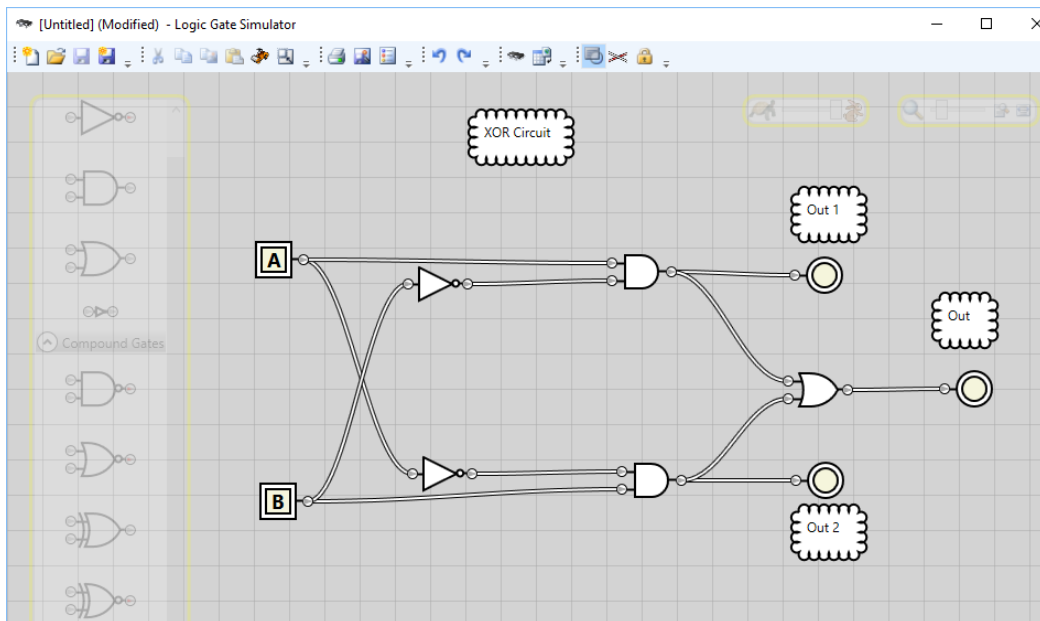 [Untitled] (Modified) - Logic Gate Simulator
XOR Circuit
Out 1
A
Out
Compound Gates
B
Out 2